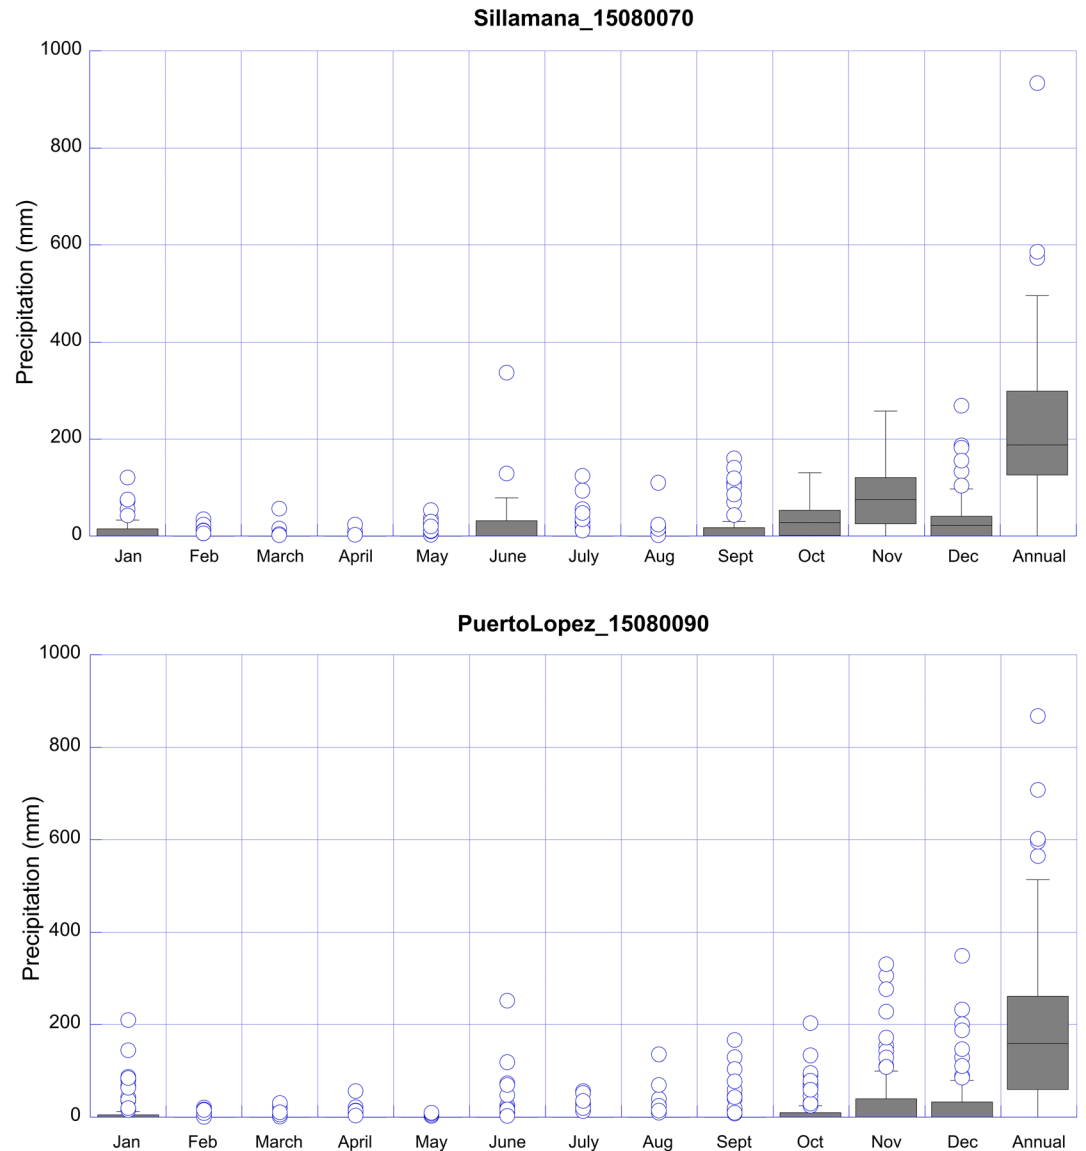 Sillamana_15080070
1000
800
600
400
200
0
Precipitation (mm)
Jan Feb March April May June July Aug Sept Oct Nov Dec Annual
PuertoLopez_15080090
1000
800
600
400
200
0
Precipitation (mm)
Jan Feb March April May June July Aug Sept Oct Nov Dec Annual